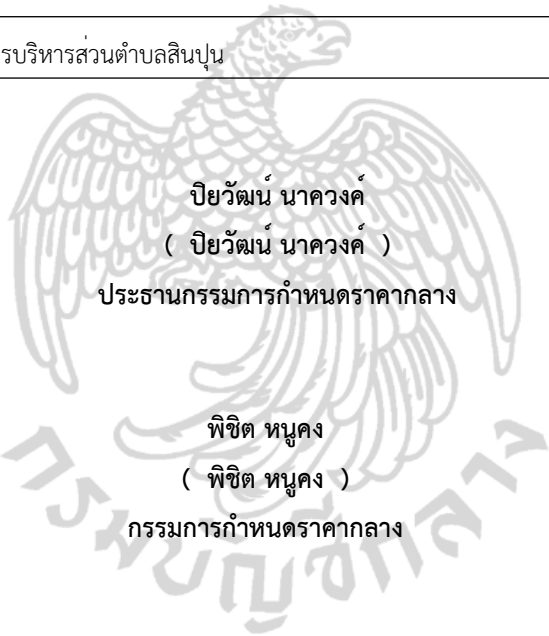 รบริหารส่วนตำบลสินปุน
ปิยวัฒน์ นาควงค์
( ปิยวัฒน์ นาควงค์ )
ประธานกรรมการกำหนดราคากลาง
พิชิต หนูคง
( พิชิต หนูคง )
กรรมการกำหนดราคากลาง
กรมบัญชีกลาง